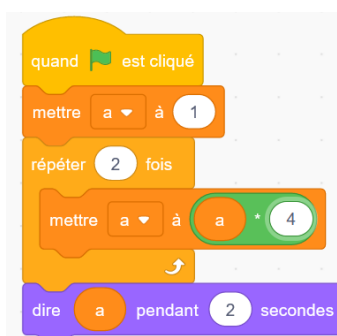 quand est cliqué
mettre a à 1
répéter 2 fois
mettre a à a * 4
dire a pendant 2 secondes